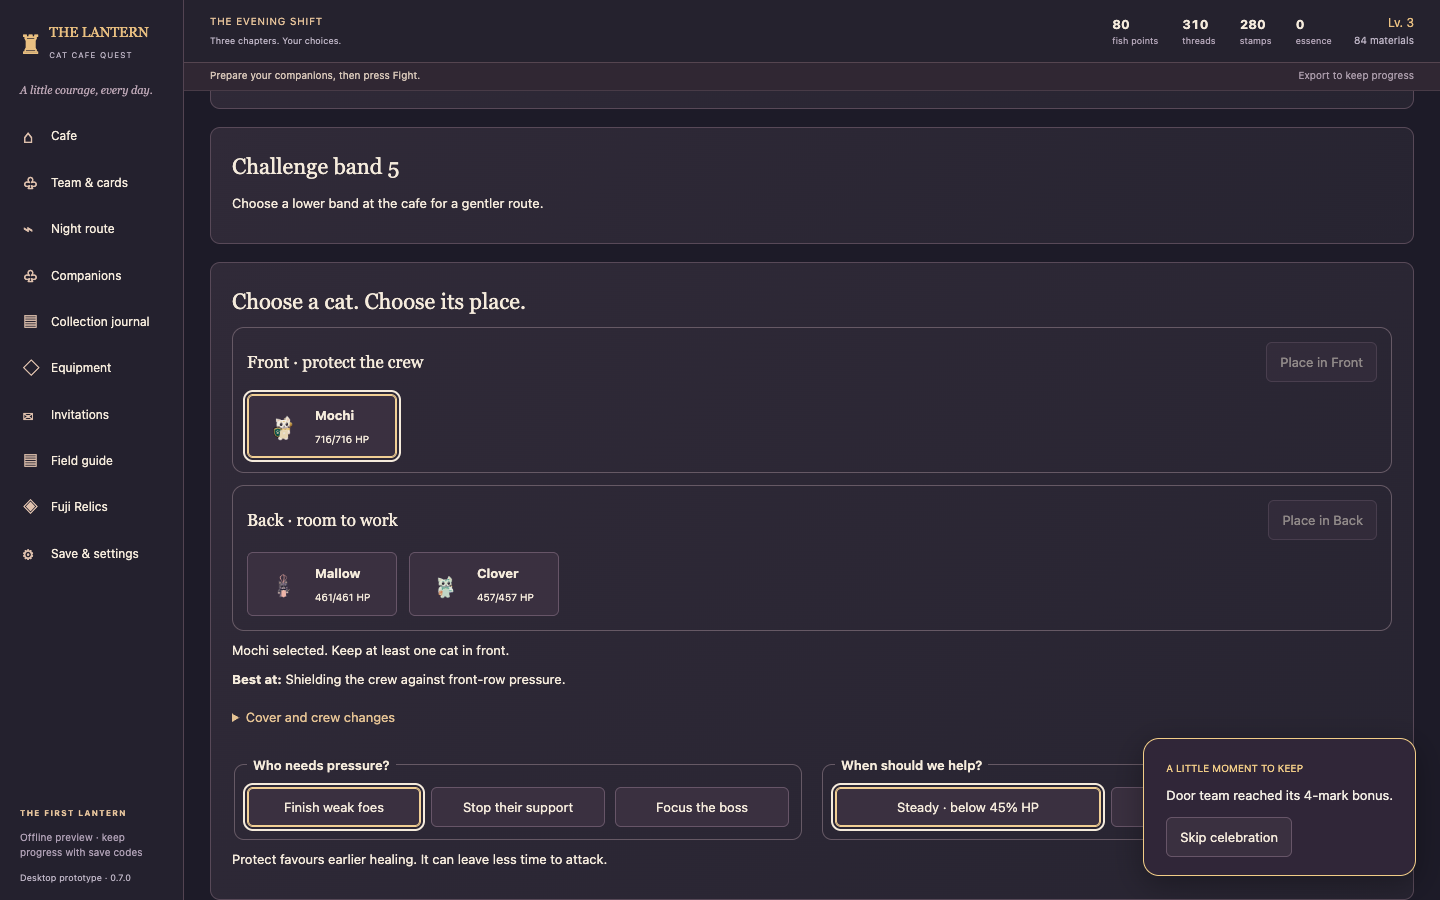 THE LANTERN
CAT CAFE QUEST
A little courage, every day.
Cafe
Team & cards
Night route
Companions
Collection journal
Equipment
Invitations
Field guide
Fuji Relics
Save & settings
THE FIRST LANTERN
Offline preview · keep
progress with save codes
Desktop prototype · 0.7.0
THE EVENING SHIFT
Three chapters. Your choices.
80
fish points
310
threads
280
stamps
0
essence
Lv. 3
84 materials
Prepare your companions, then press Fight.
Export to keep progress
Challenge band 5
Choose a lower band at the cafe for a gentler route.
Choose a cat. Choose its place.
Front · protect the crew
Place in Front
Mochi
716/716 HP
Back · room to work
Place in Back
Mallow
461/461 HP
Clover
457/457 HP
Mochi selected. Keep at least one cat in front.
Best at: Shielding the crew against front-row pressure.
Cover and crew changes
Who needs pressure?
Finish weak foes
Stop their support
Focus the boss
When should we help?
Steady · below 45% HP
Protect favours earlier healing. It can leave less time to attack.
A LITTLE MOMENT TO KEEP
Door team reached its 4-mark bonus.
Skip celebration